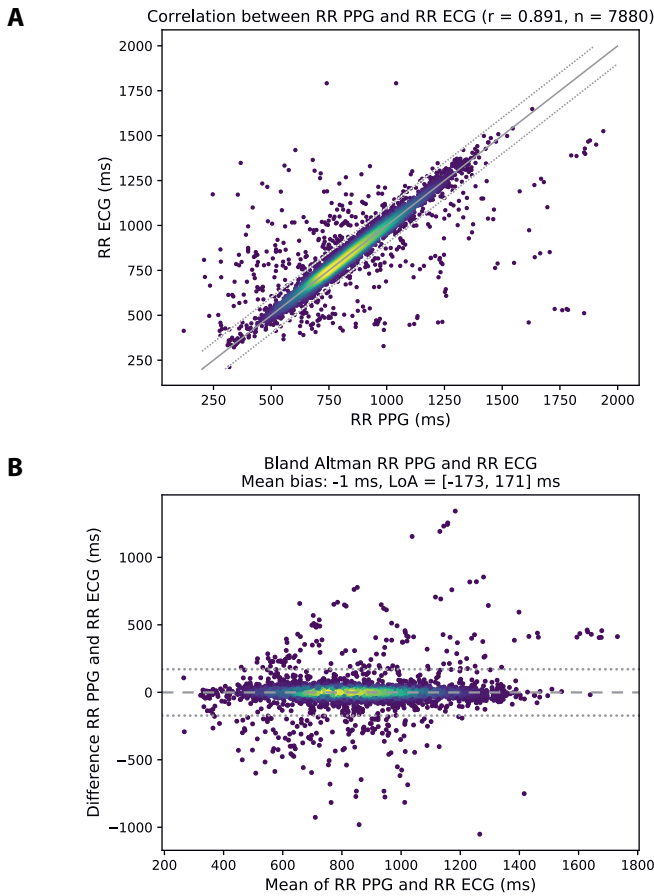 A
Correlation between RR PPG and RR ECG (r = 0.891, n = 7880)
2000
1750
1500
1250
1000
750
500
250
RR ECG (ms)
250 500 750 1000 1250 1500 1750 2000
RR PPG (ms)
B
Bland Altman RR PPG and RR ECG
Mean bias: -1 ms, LoA = [-173, 171] ms
1000
500
0
−500
−1000
Difference RR PPG and RR ECG (ms)
200 400 600 800 1000 1200 1400 1600 1800
Mean of RR PPG and RR ECG (ms)